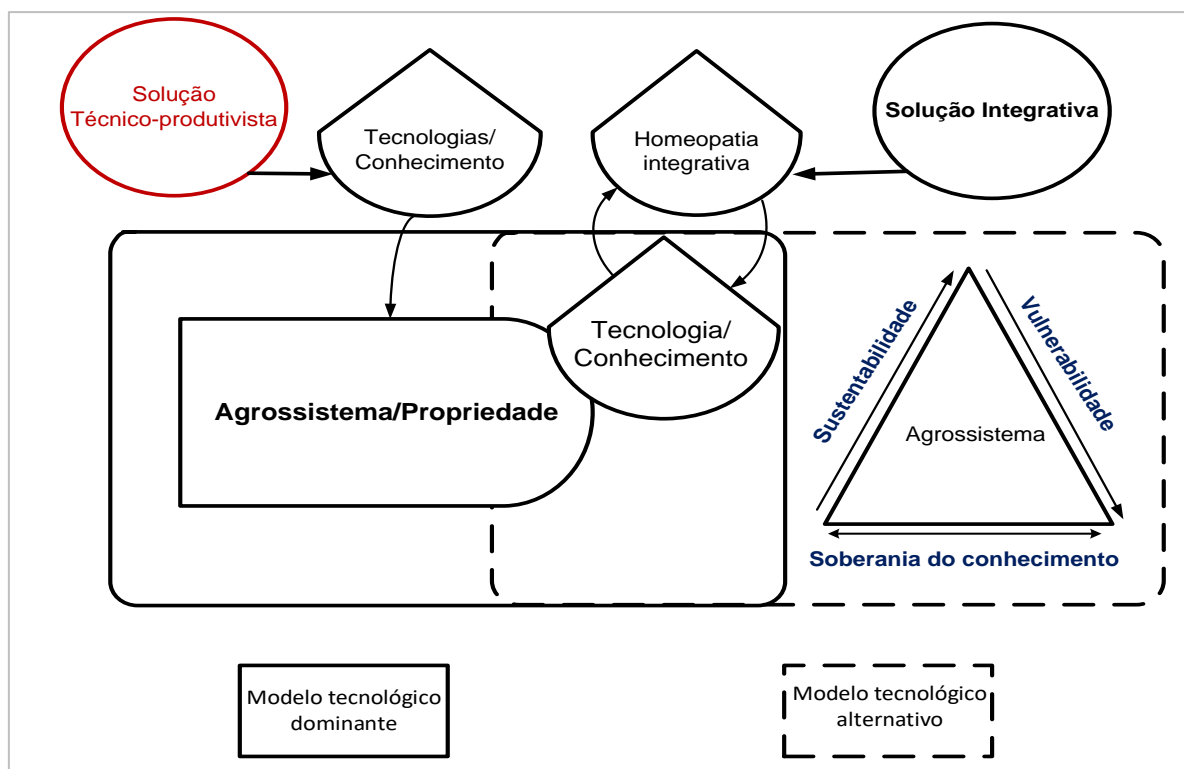 Solução
Técnico-produtivista
Tecnologias/
Conhecimento
Homeopatia
integrativa
Solução Integrativa
Tecnologia/
Conhecimento
Agrossistema/Propriedade
Sustentabilidade
Vulnerabilidade
Agrossistema
Soberania do conhecimento
Modelo tecnológico
dominante
Modelo tecnológico
alternativo